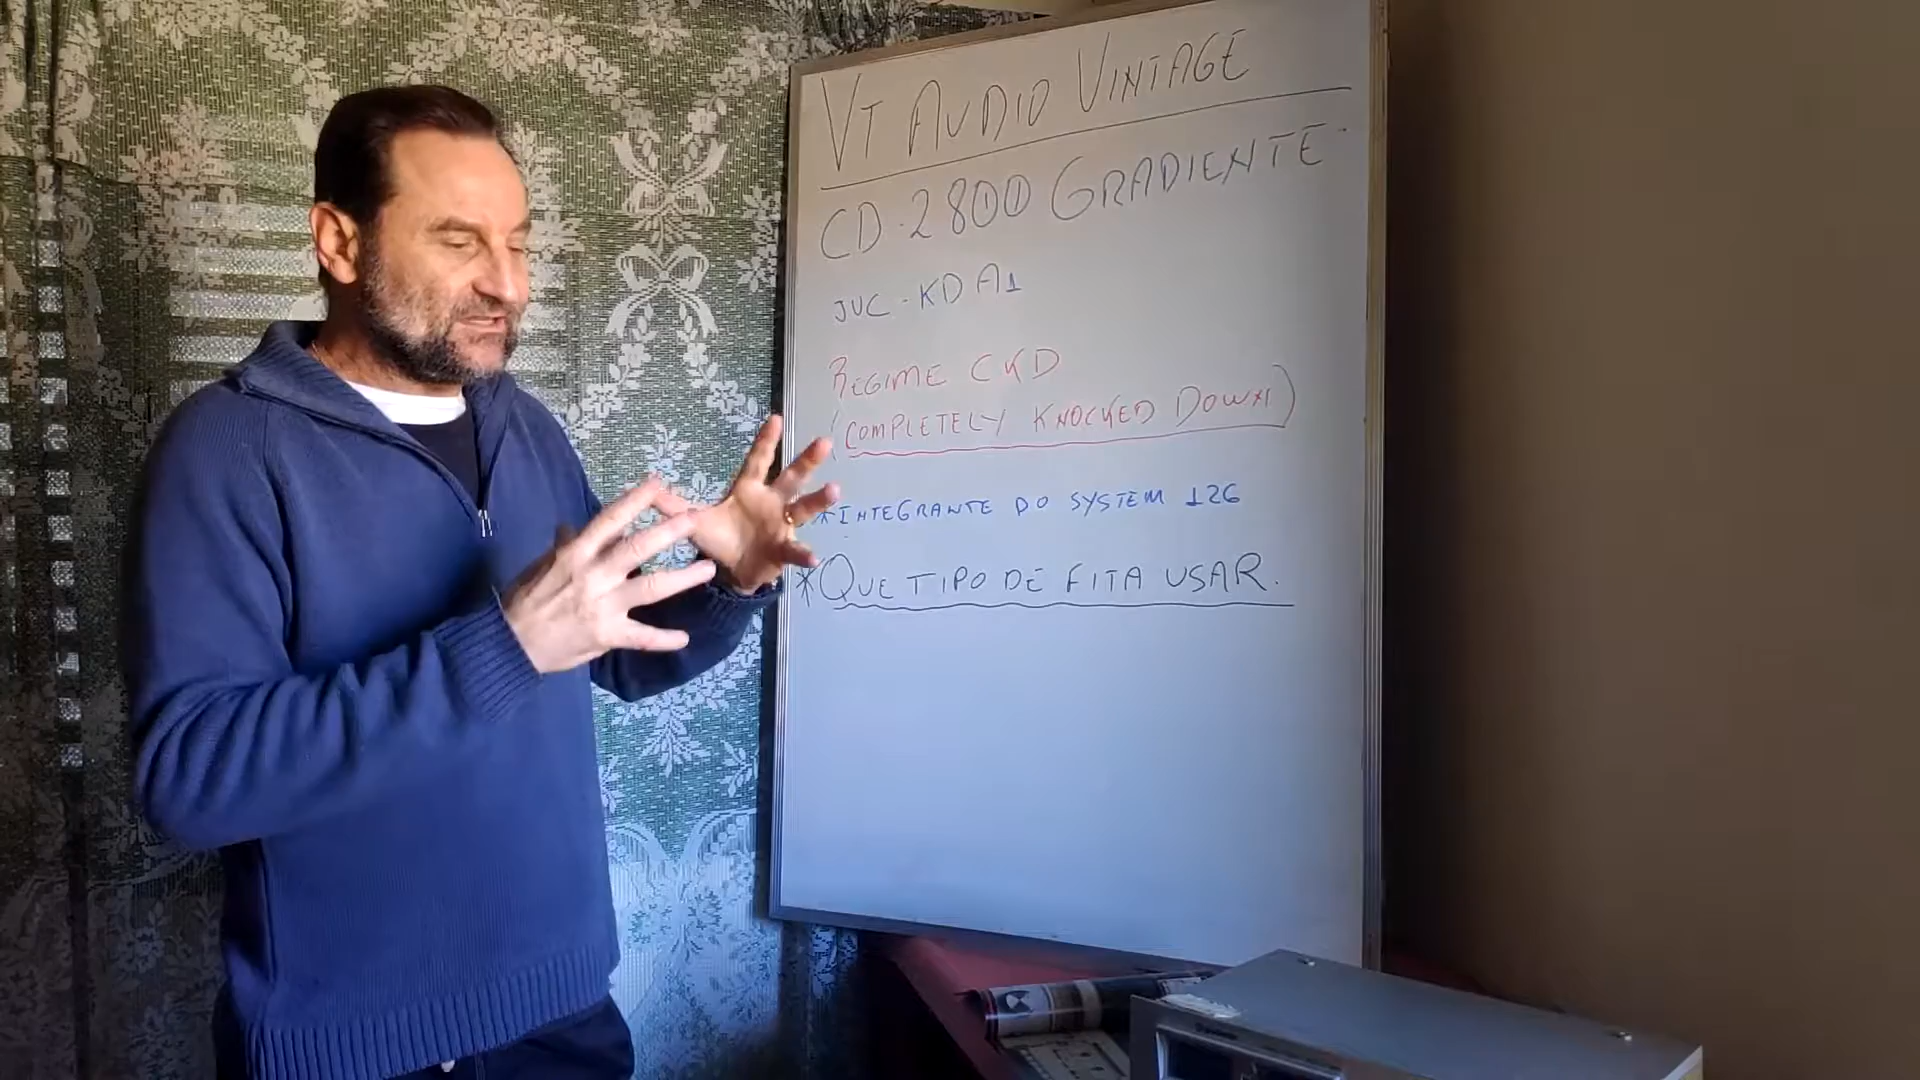 VT AUDIO VINTAGE
CD-2800 GRADIENTE
JVC-KDA1
REGIME CKD
(COMPLETELY KNOCKED DOWN)
*INTEGRANTE DO SYSTEM 126
*QUE TIPO DE FITA USAR.